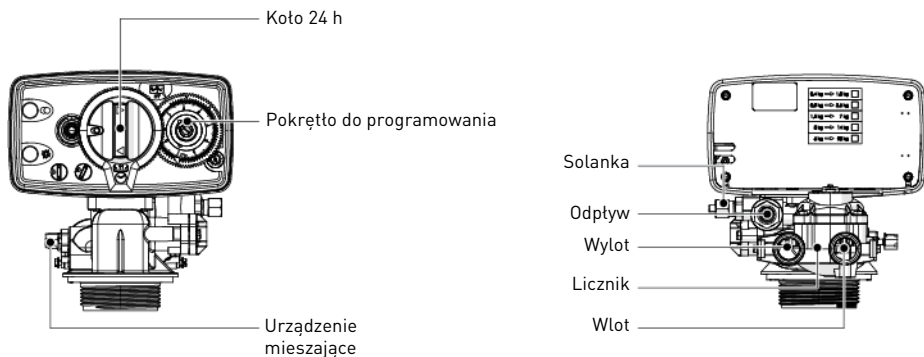 Koło 24 h
Pokrętło do programowania
Urządzenie
mieszające
Solanka
Odpływ
Wylot
Licznik
Wlot